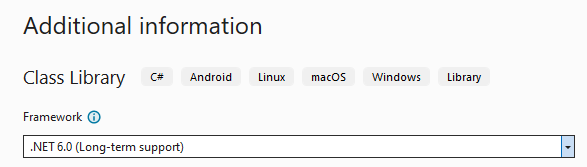 Additional information
Class Library C# Android Linux macOS Windows Library
Framework
.NET 6.0 (Long-term support)